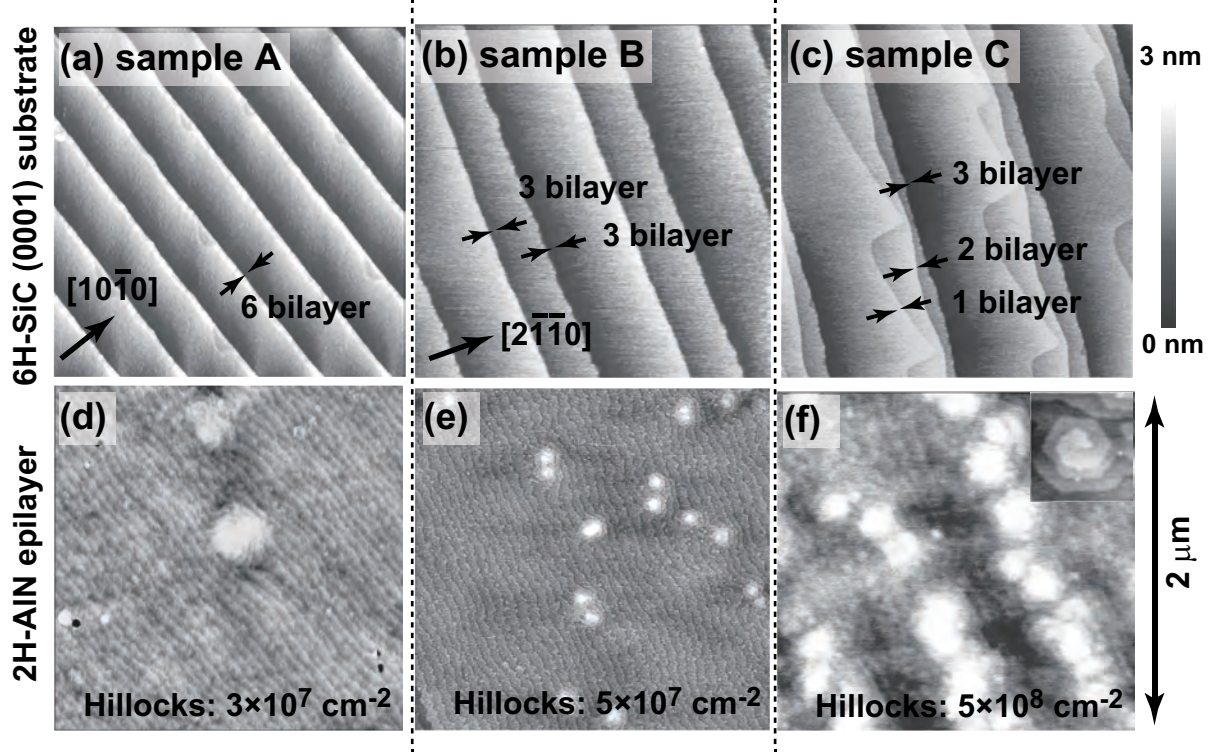 6H-SiC (0001) substrate
(a) sample A
[101̅0]
6 bilayer
(b) sample B
3 bilayer
3 bilayer
[21̅1̅0]
(c) sample C
3 bilayer
2 bilayer
1 bilayer
3 nm
0 nm
2H-AlN epilayer
(d)
Hillocks: 3×10⁷ cm⁻²
(e)
Hillocks: 5×10⁷ cm⁻²
(f)
Hillocks: 5×10⁸ cm⁻²
2 μm